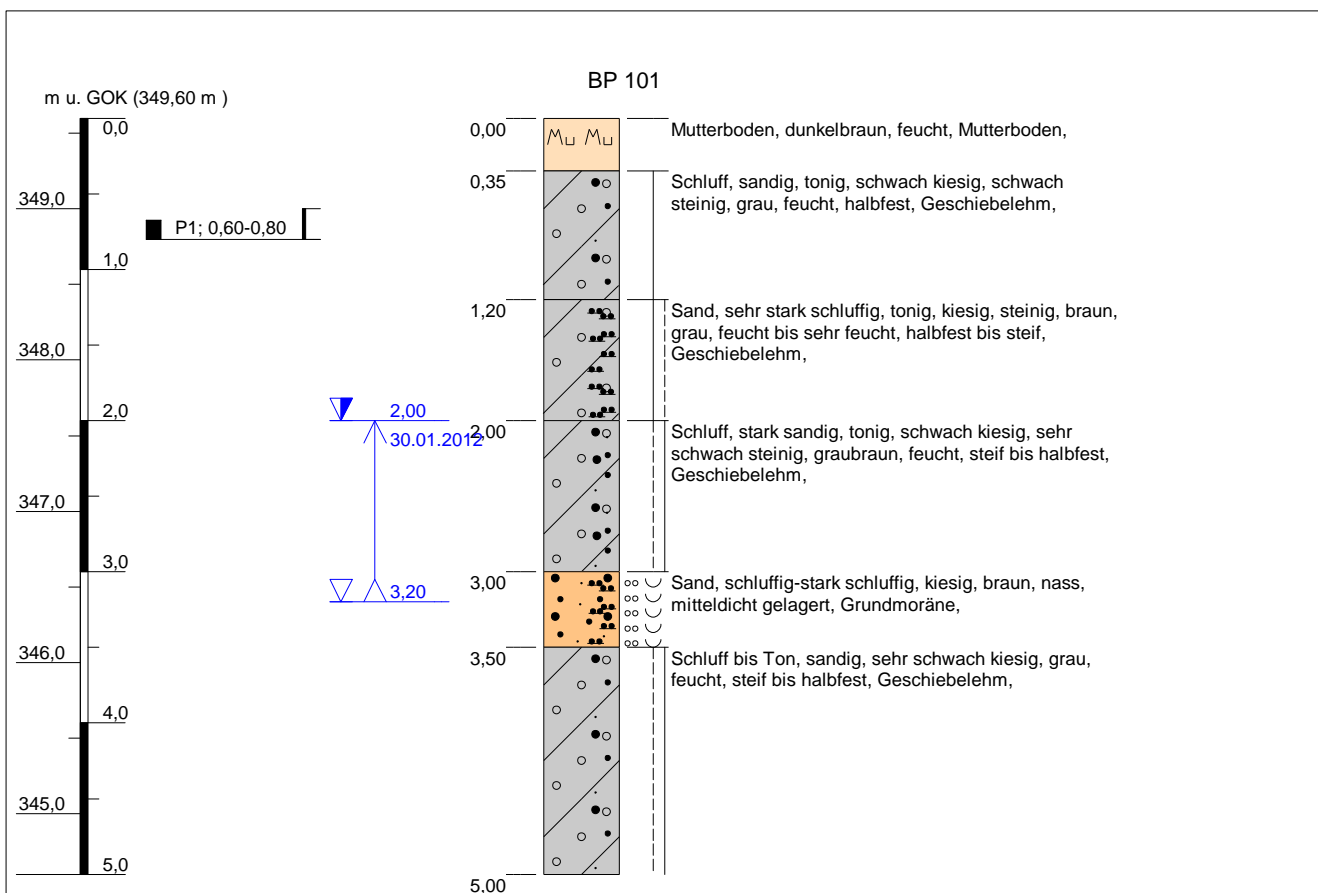 BP 101
m u. GOK (349,60 m )
0,0
349,0
1,0
348,0
2,0
347,0
3,0
346,0
4,0
345,0
5,0
P1; 0,60-0,80
2,00
30.01.2012
3,20
0,00
Mu Mu
Mutterboden, dunkelbraun, feucht, Mutterboden,
0,35
Schluff, sandig, tonig, schwach kiesig, schwach
steinig, grau, feucht, halbfest, Geschiebelehm,
1,20
Sand, sehr stark schluffig, tonig, kiesig, steinig, braun,
grau, feucht bis sehr feucht, halbfest bis steif,
Geschiebelehm,
2,00
Schluff, stark sandig, tonig, schwach kiesig, sehr
schwach steinig, graubraun, feucht, steif bis halbfest,
Geschiebelehm,
3,00
Sand, schluffig-stark schluffig, kiesig, braun, nass,
mitteldicht gelagert, Grundmoräne,
3,50
Schluff bis Ton, sandig, sehr schwach kiesig, grau,
feucht, steif bis halbfest, Geschiebelehm,
5,00